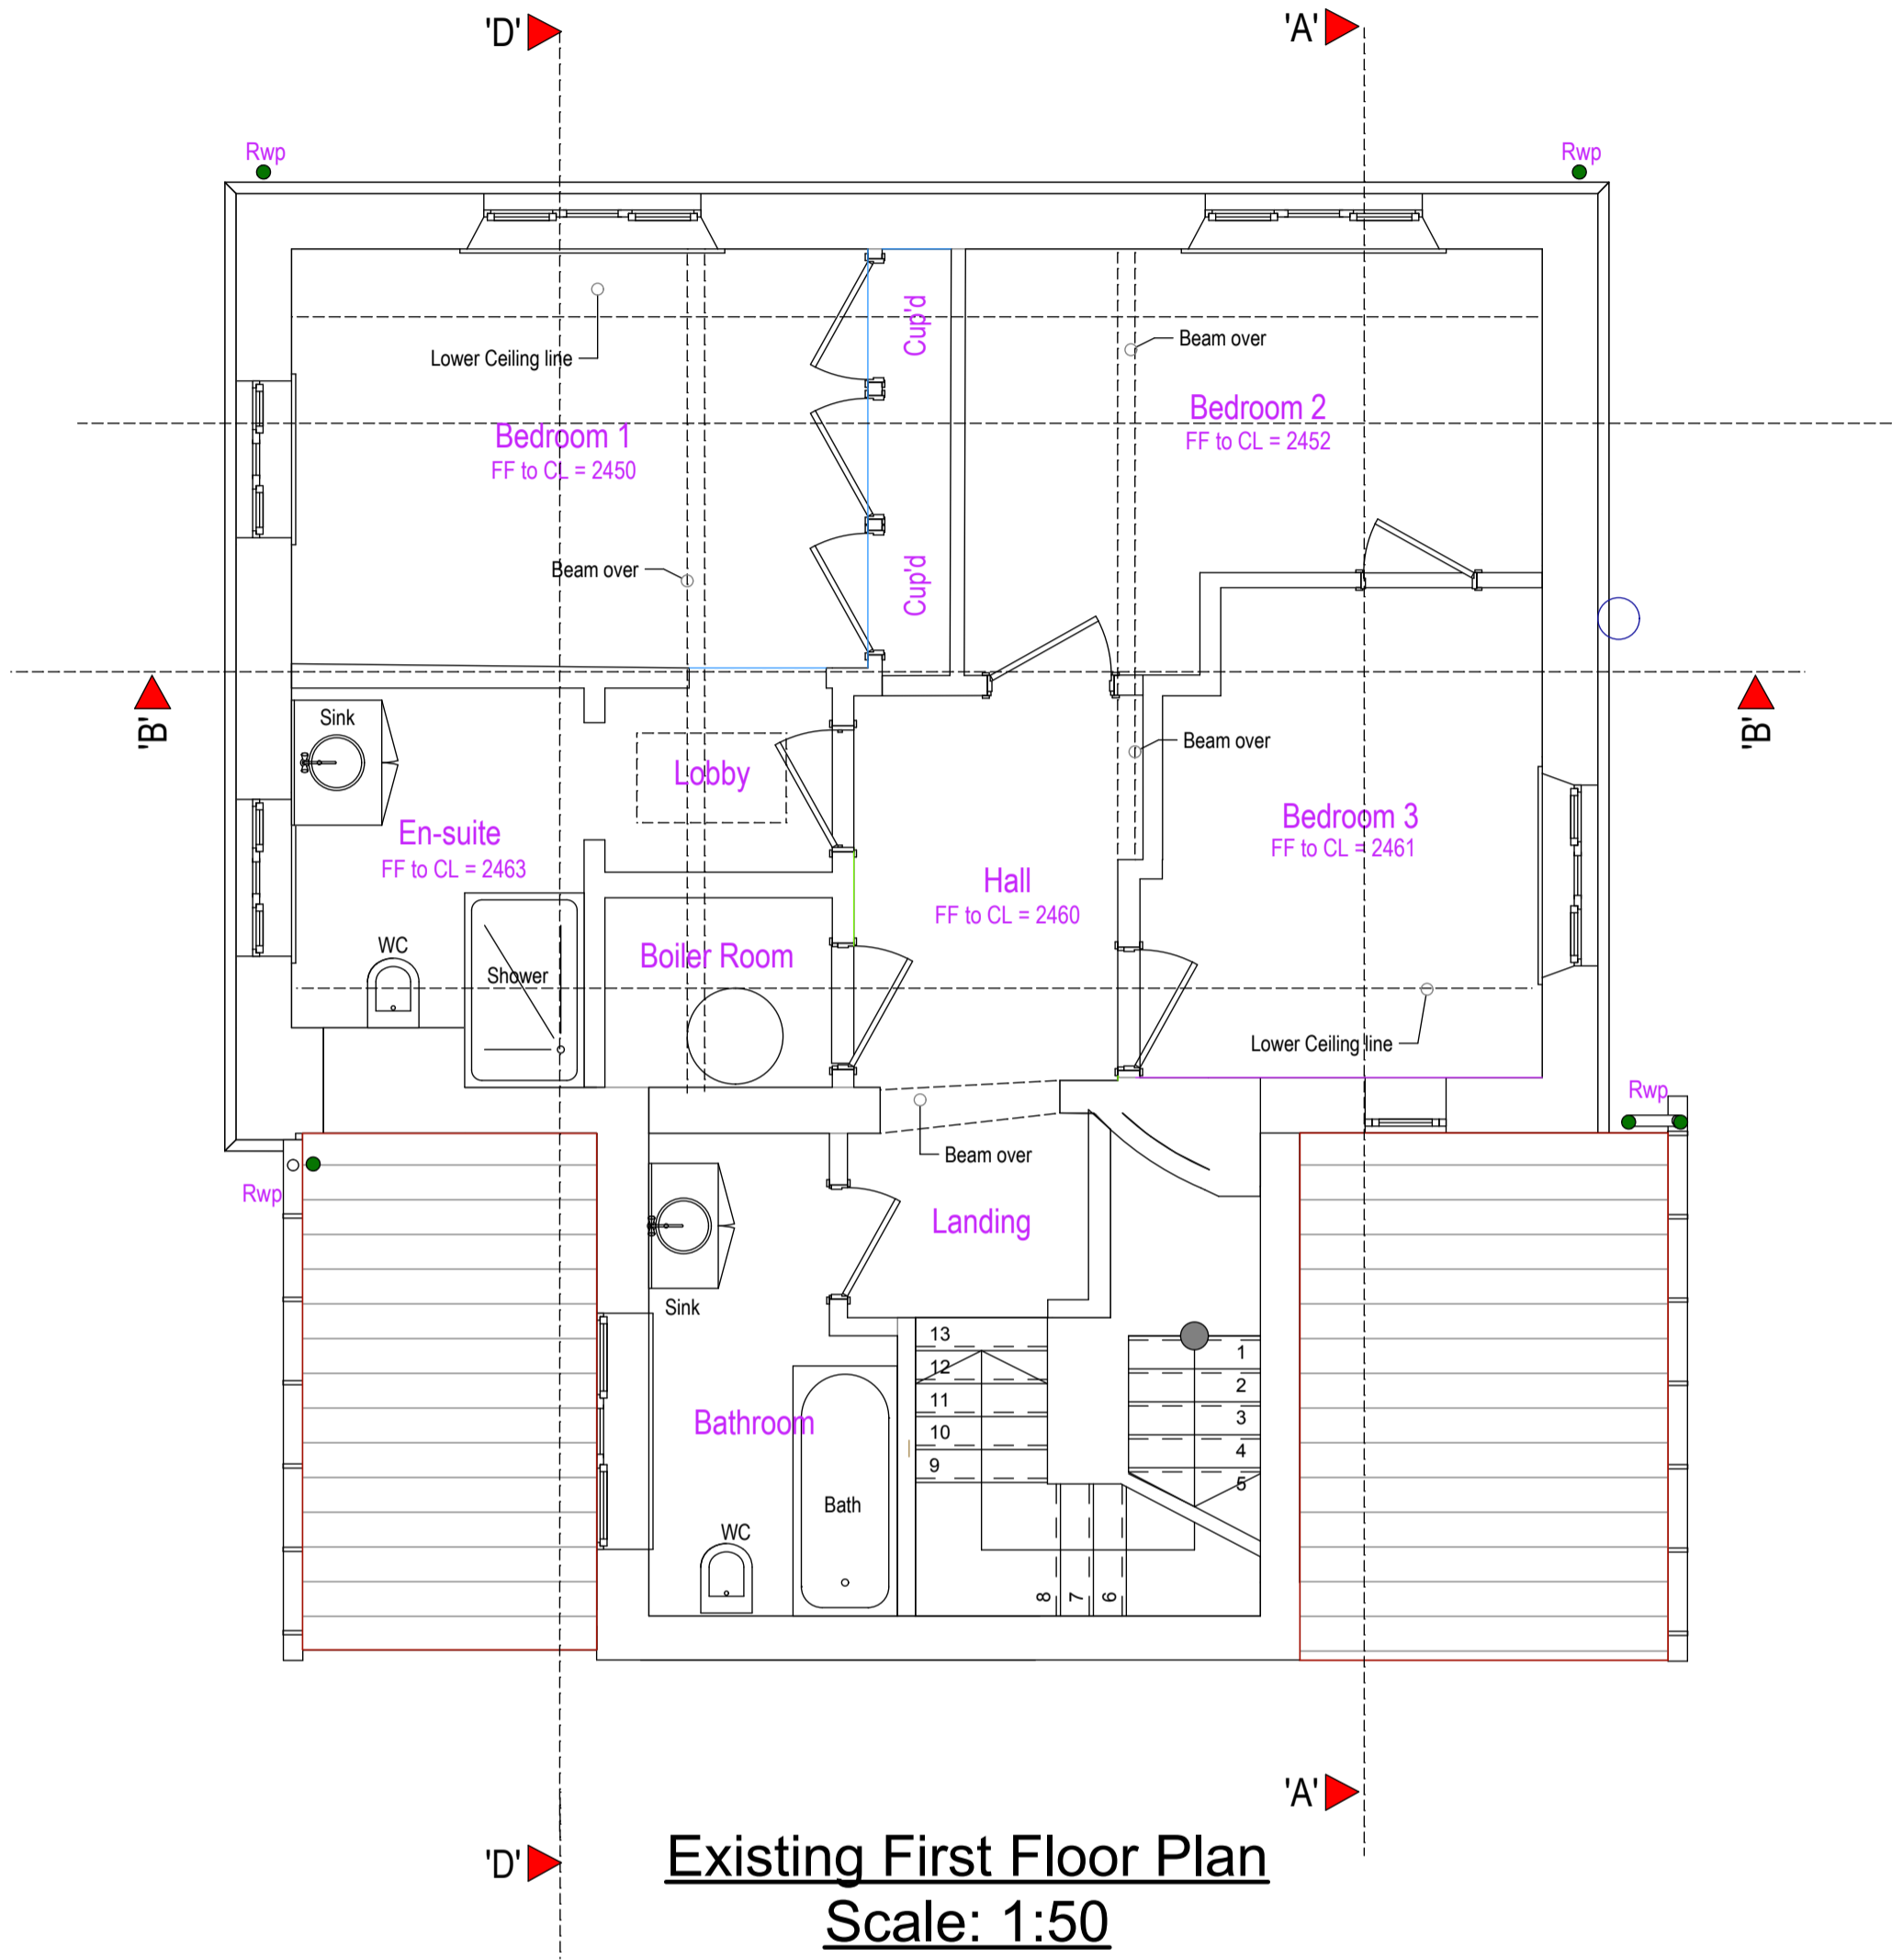 'D'
'A'
Rwp
Rwp
Cup'd
Beam over
Lower Ceiling line
Bedroom 2
FF to CL = 2452
Bedroom 1
FF to CL = 2450
Beam over
Cup'd
'B'
'B'
Sink
Beam over
Lobby
Bedroom 3
FF to CL = 2461
En-suite
FF to CL = 2463
Hall
FF to CL = 2460
WC
Boiler Room
Shower
Lower Ceiling line
Rwp
Beam over
Rwp
Landing
Sink
13
12
11
10
9
1
2
3
4
5
Bathroom
Bath
WC
8
7
6
'A'
'D'
Existing First Floor Plan
Scale: 1:50